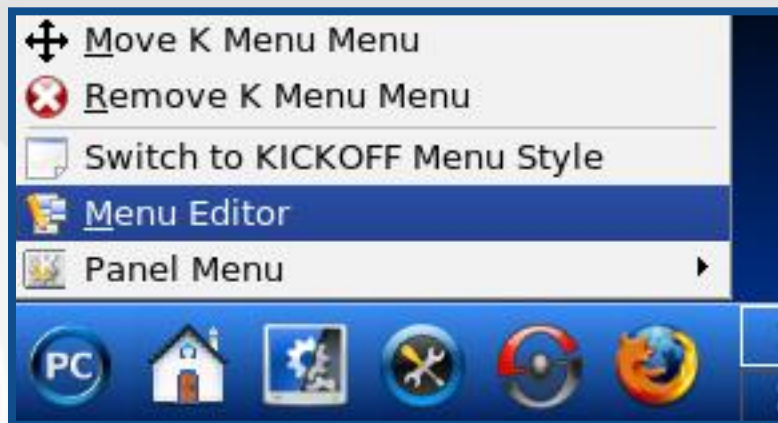 Move K Menu Menu
Remove K Menu Menu
Switch to KICKOFF Menu Style
Menu Editor
Panel Menu
PC